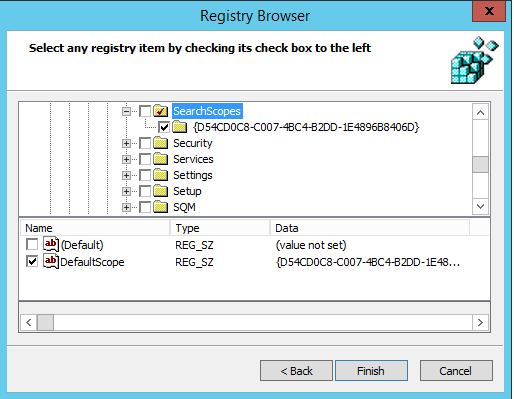 Registry Browser
x
Select any registry item by checking its check box to the left
SearchScopes
{D54CD0C8-C007-4BC4-B2DD-1E4896B8406D}
Security
Services
Settings
Setup
SQM
Name Type Data
ab (Default) REG_SZ (value not set)
ab DefaultScope REG_SZ {D54CD0C8-C007-4BC4-B2DD-1E48...
< Back Finish Cancel